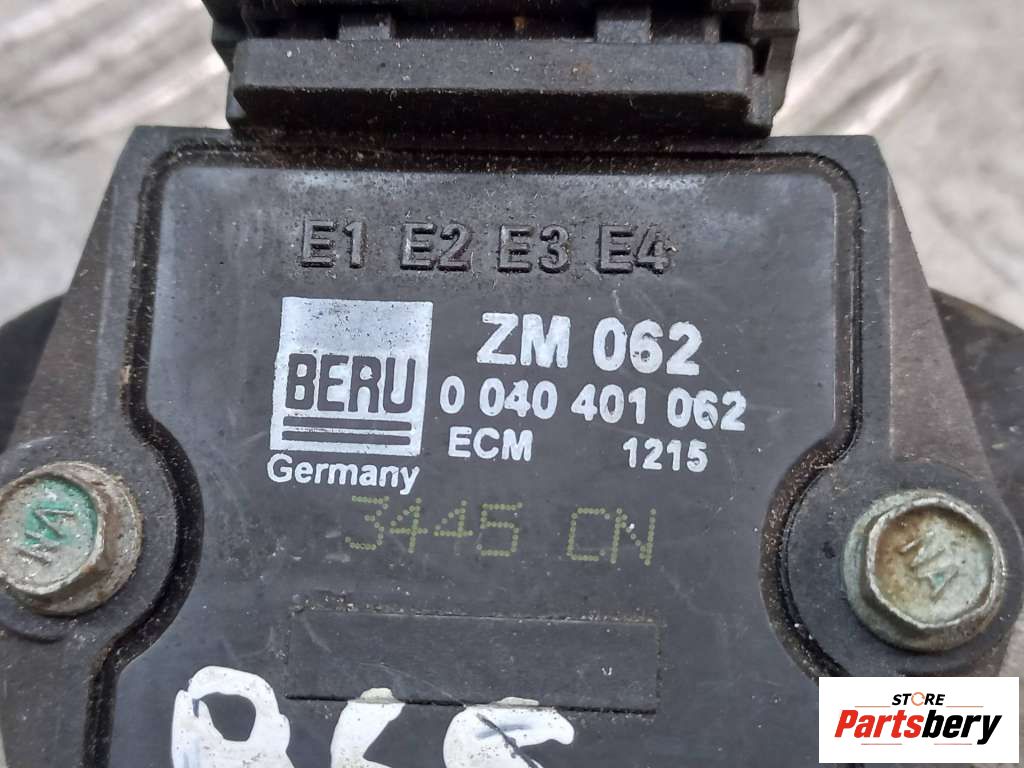 E1 E2 E3 E4
BERU
Germany
ZM 062
0 040 401 062
ECM 1215
3445 CN
STORE
Partsbery